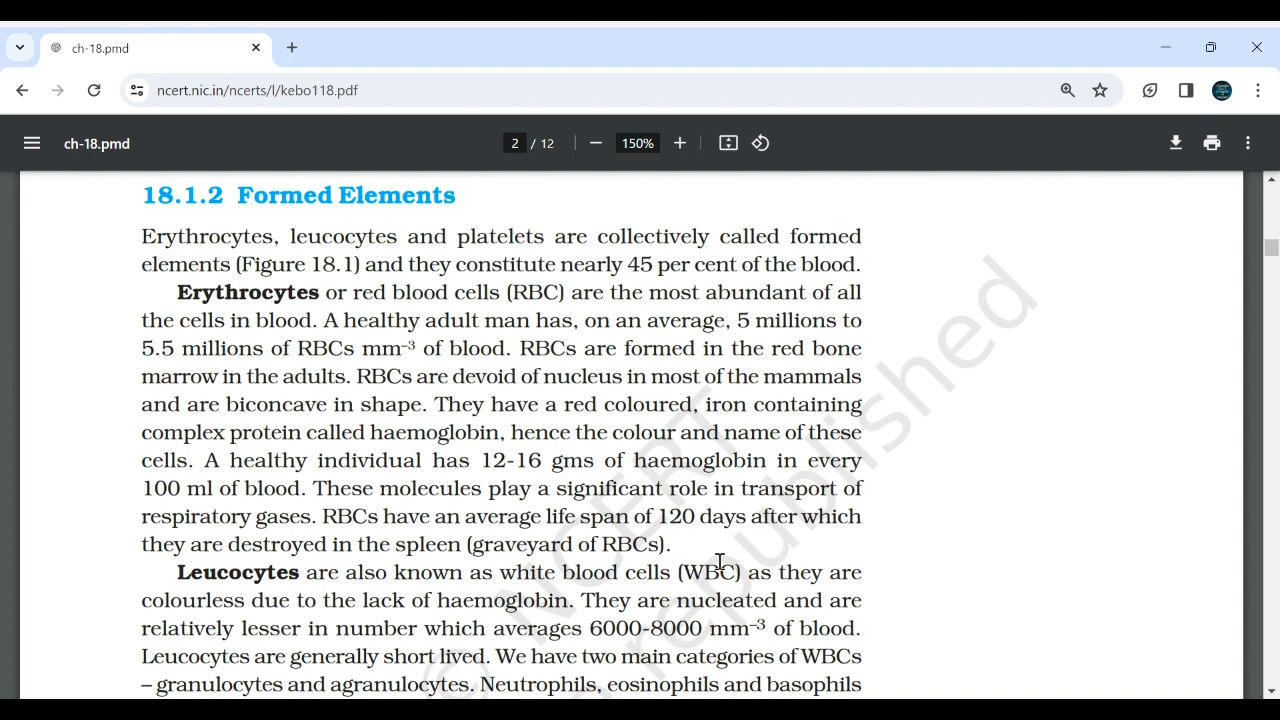 ch-18.pmd
ncert.nic.in/ncerts/l/kebo118.pdf
ch-18.pmd
2 / 12
150%
18.1.2 Formed Elements
Erythrocytes, leucocytes and platelets are collectively called formed
elements (Figure 18.1) and they constitute nearly 45 per cent of the blood.
Erythrocytes or red blood cells (RBC) are the most abundant of all
the cells in blood. A healthy adult man has, on an average, 5 millions to
5.5 millions of RBCs mm⁻³ of blood. RBCs are formed in the red bone
marrow in the adults. RBCs are devoid of nucleus in most of the mammals
and are biconcave in shape. They have a red coloured, iron containing
complex protein called haemoglobin, hence the colour and name of these
cells. A healthy individual has 12-16 gms of haemoglobin in every
100 ml of blood. These molecules play a significant role in transport of
respiratory gases. RBCs have an average life span of 120 days after which
they are destroyed in the spleen (graveyard of RBCs).
Leucocytes are also known as white blood cells (WBC) as they are
colourless due to the lack of haemoglobin. They are nucleated and are
relatively lesser in number which averages 6000-8000 mm⁻³ of blood.
Leucocytes are generally short lived. We have two main categories of WBCs
– granulocytes and agranulocytes. Neutrophils, eosinophils and basophils
© NCERT
republished